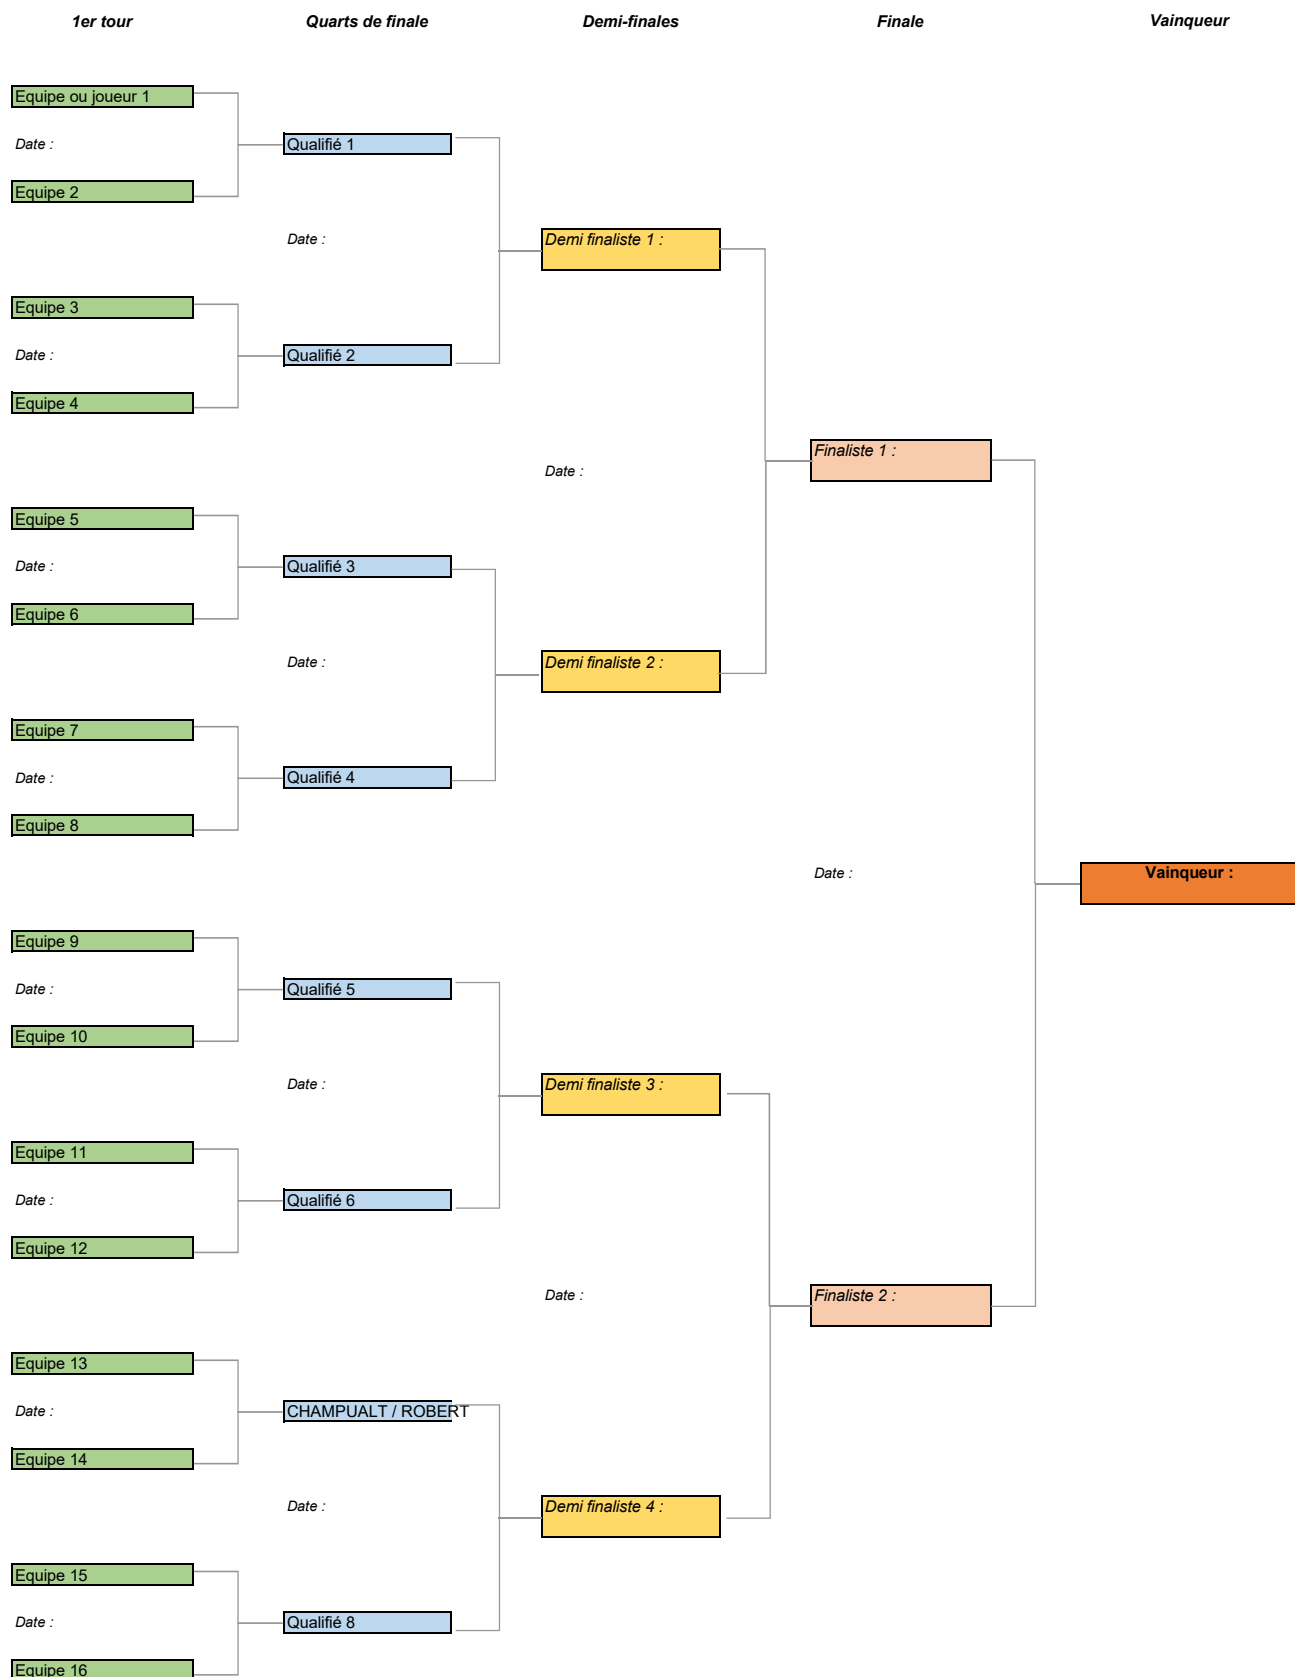 1er tour Quarts de finale Demi-finales Finale Vainqueur
Equipe ou joueur 1
Date : Qualifié 1
Equipe 2
Date : Demi finaliste 1 :
Equipe 3
Date : Qualifié 2
Equipe 4
Finaliste 1 :
Date :
Equipe 5
Date : Qualifié 3
Equipe 6
Date : Demi finaliste 2 :
Equipe 7
Date : Qualifié 4
Equipe 8
Date : Vainqueur :
Equipe 9
Date : Qualifié 5
Equipe 10
Date : Demi finaliste 3 :
Equipe 11
Date : Qualifié 6
Equipe 12
Date : Finaliste 2 :
Equipe 13
Date : CHAMPUALT / ROBERT
Equipe 14
Date : Demi finaliste 4 :
Equipe 15
Date : Qualifié 8
Equipe 16